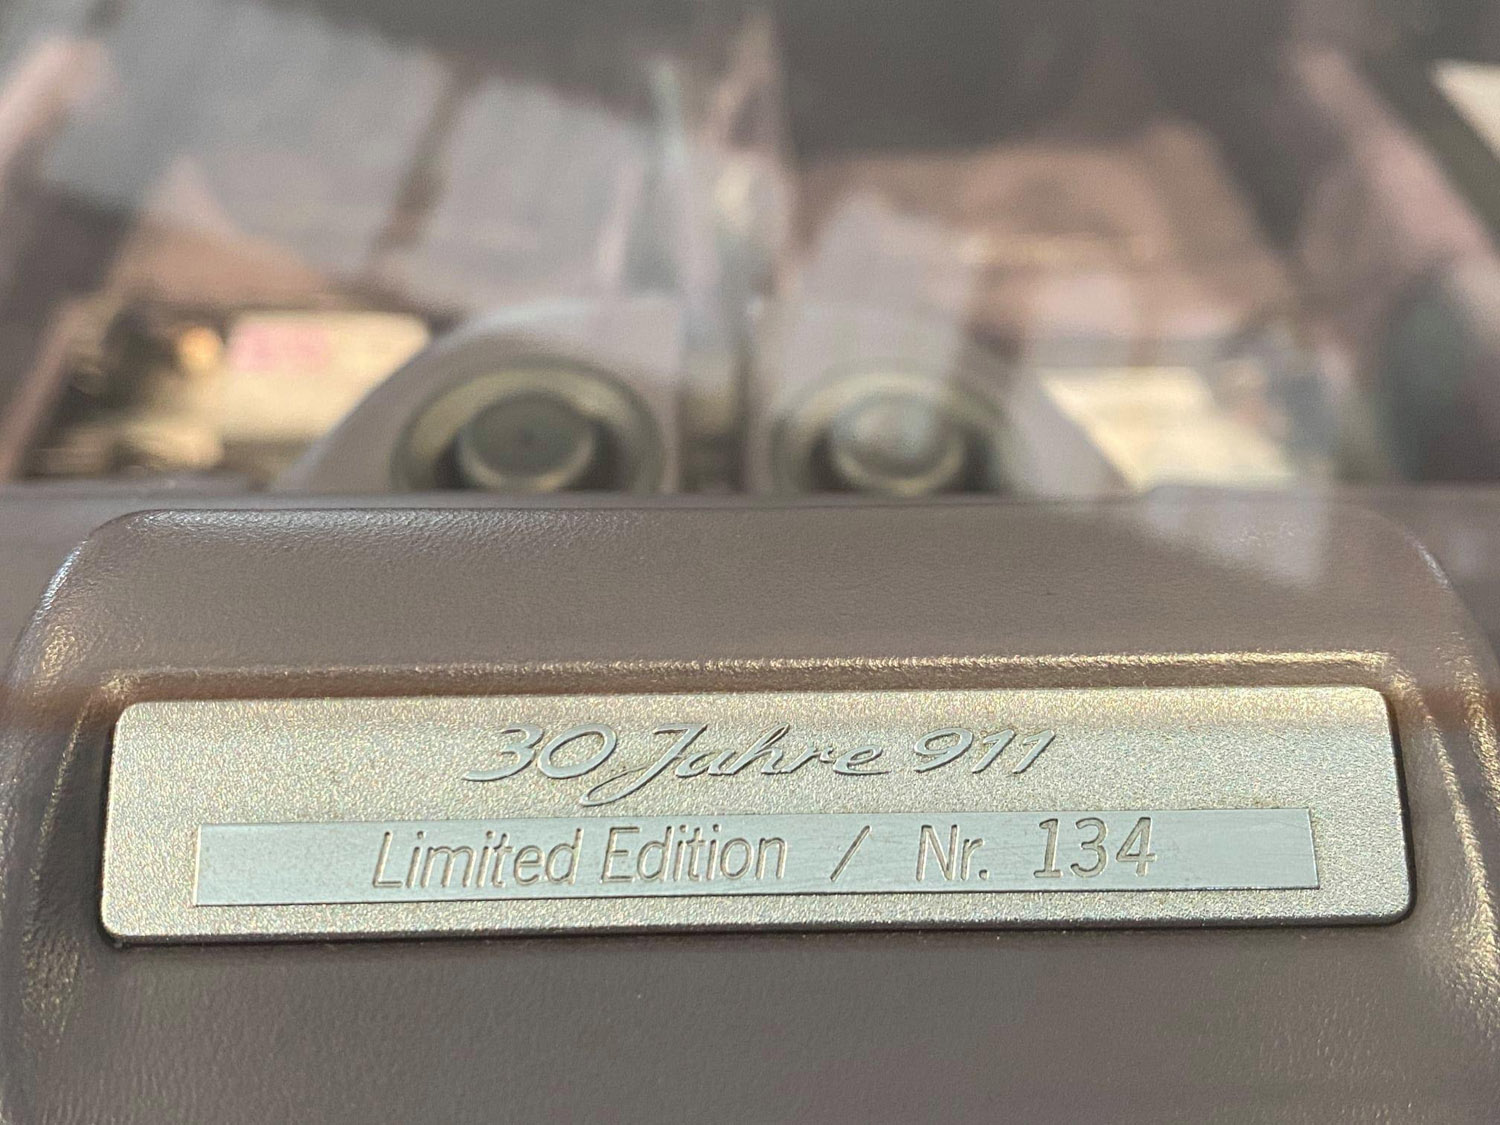 30 Jahre 911
Limited Edition / Nr. 134